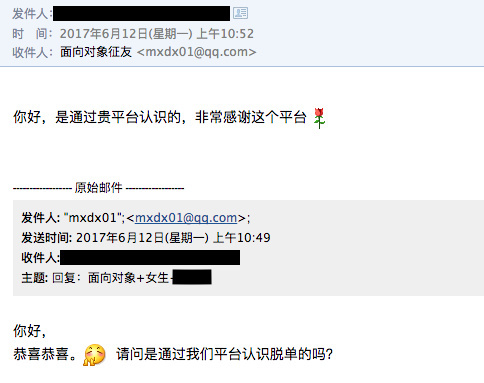 发件人：
时　间：2017年6月12日(星期一) 上午10:52
收件人：面向对象征友 <mxdx01@qq.com>
你好，是通过贵平台认识的，非常感谢这个平台
------------------ 原始邮件 ------------------
发件人: "mxdx01";<mxdx01@qq.com>;
发送时间: 2017年6月12日(星期一) 上午10:49
收件人:
主题: 回复：面向对象+女生-
你好，
恭喜恭喜。 请问是通过我们平台认识脱单的吗？